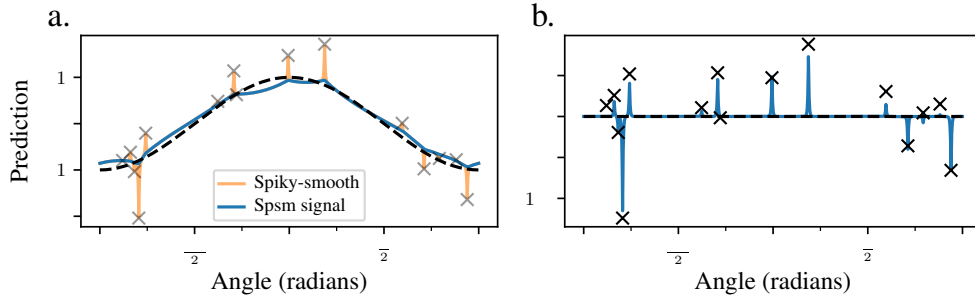 a.
b.
1
1
Prediction
Spiky-smooth
Spsm signal
2
2
Angle (radians)
1
2
2
Angle (radians)